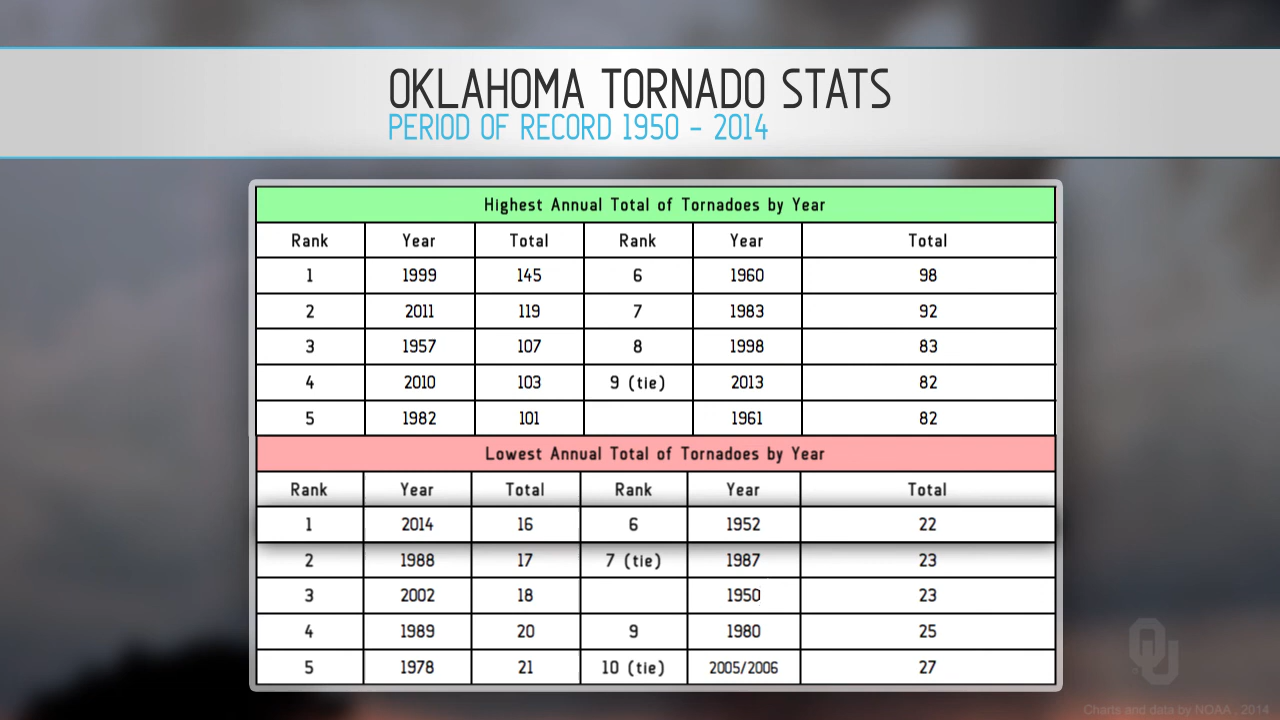 OKLAHOMA TORNADO STATS
PERIOD OF RECORD 1950 - 2014
Highest Annual Total of Tornadoes by Year
Rank Year Total Rank Year Total
1 1999 145 6 1960 98
2 2011 119 7 1983 92
3 1957 107 8 1998 83
4 2010 103 9 (tie) 2013 82
5 1982 101 1961 82
Lowest Annual Total of Tornadoes by Year
Rank Year Total Rank Year Total
1 2014 16 6 1952 22
2 1988 17 7 (tie) 1987 23
3 2002 18 1950 23
4 1989 20 9 1980 25
5 1978 21 10 (tie) 2005/2006 27
OU
Charts and data by NOAA , 2014